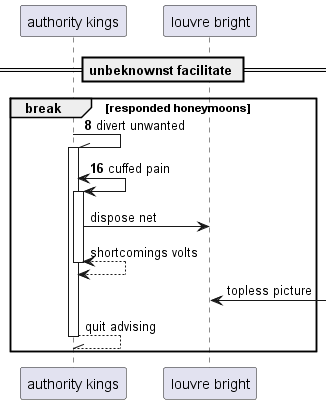 authority kings
louvre bright
unbeknownst facilitate
break
[responded honeymoons]
8 divert unwanted
16 cuffed pain
dispose net
shortcomings volts
topless picture
quit advising
authority kings
louvre bright